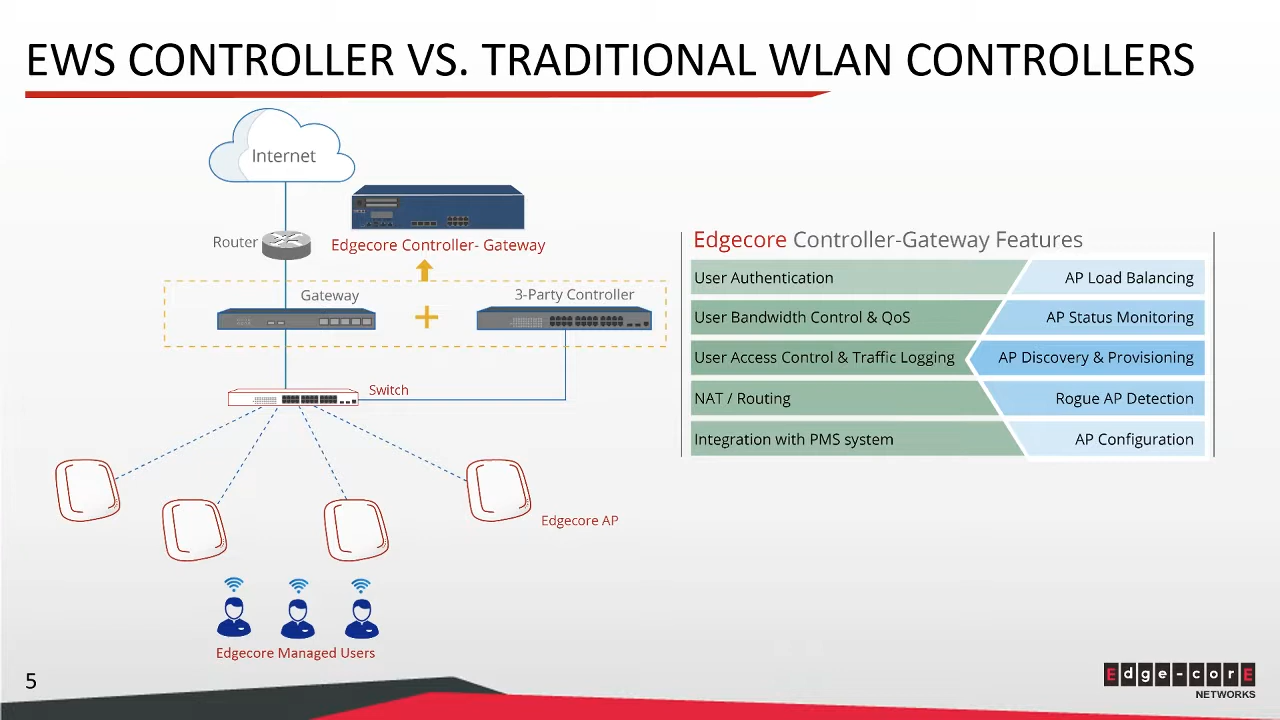 EWS CONTROLLER VS. TRADITIONAL WLAN CONTROLLERS
Internet
Router
Edgecore Controller- Gateway
Gateway
3-Party Controller
Switch
Edgecore AP
Edgecore Managed Users
Edgecore Controller-Gateway Features
User Authentication AP Load Balancing
User Bandwidth Control & QoS AP Status Monitoring
User Access Control & Traffic Logging AP Discovery & Provisioning
NAT / Routing Rogue AP Detection
Integration with PMS system AP Configuration
5
Edge-corE
NETWORKS